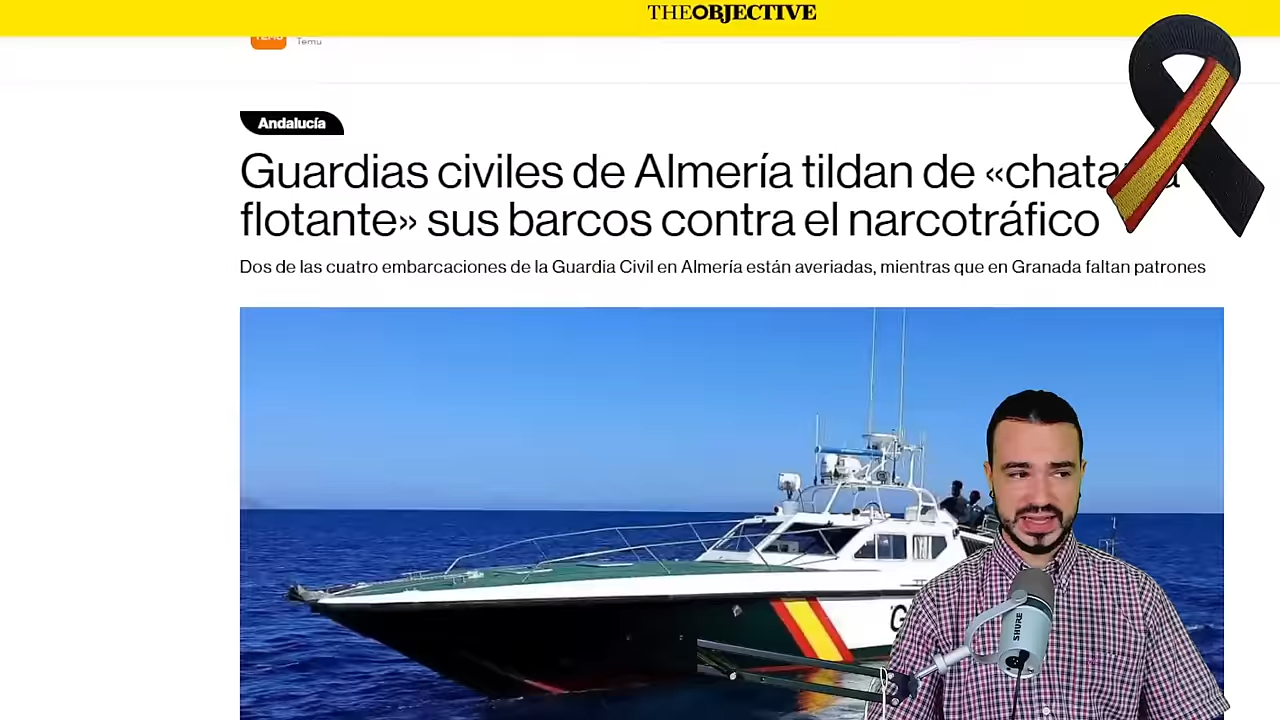 THEOBJECTIVE
Temu
Andalucía
Guardias civiles de Almería tildan de «chata
flotante» sus barcos contra el narcotráfico
Dos de las cuatro embarcaciones de la Guardia Civil en Almería están averiadas, mientras que en Granada faltan patrones
G
SHURE